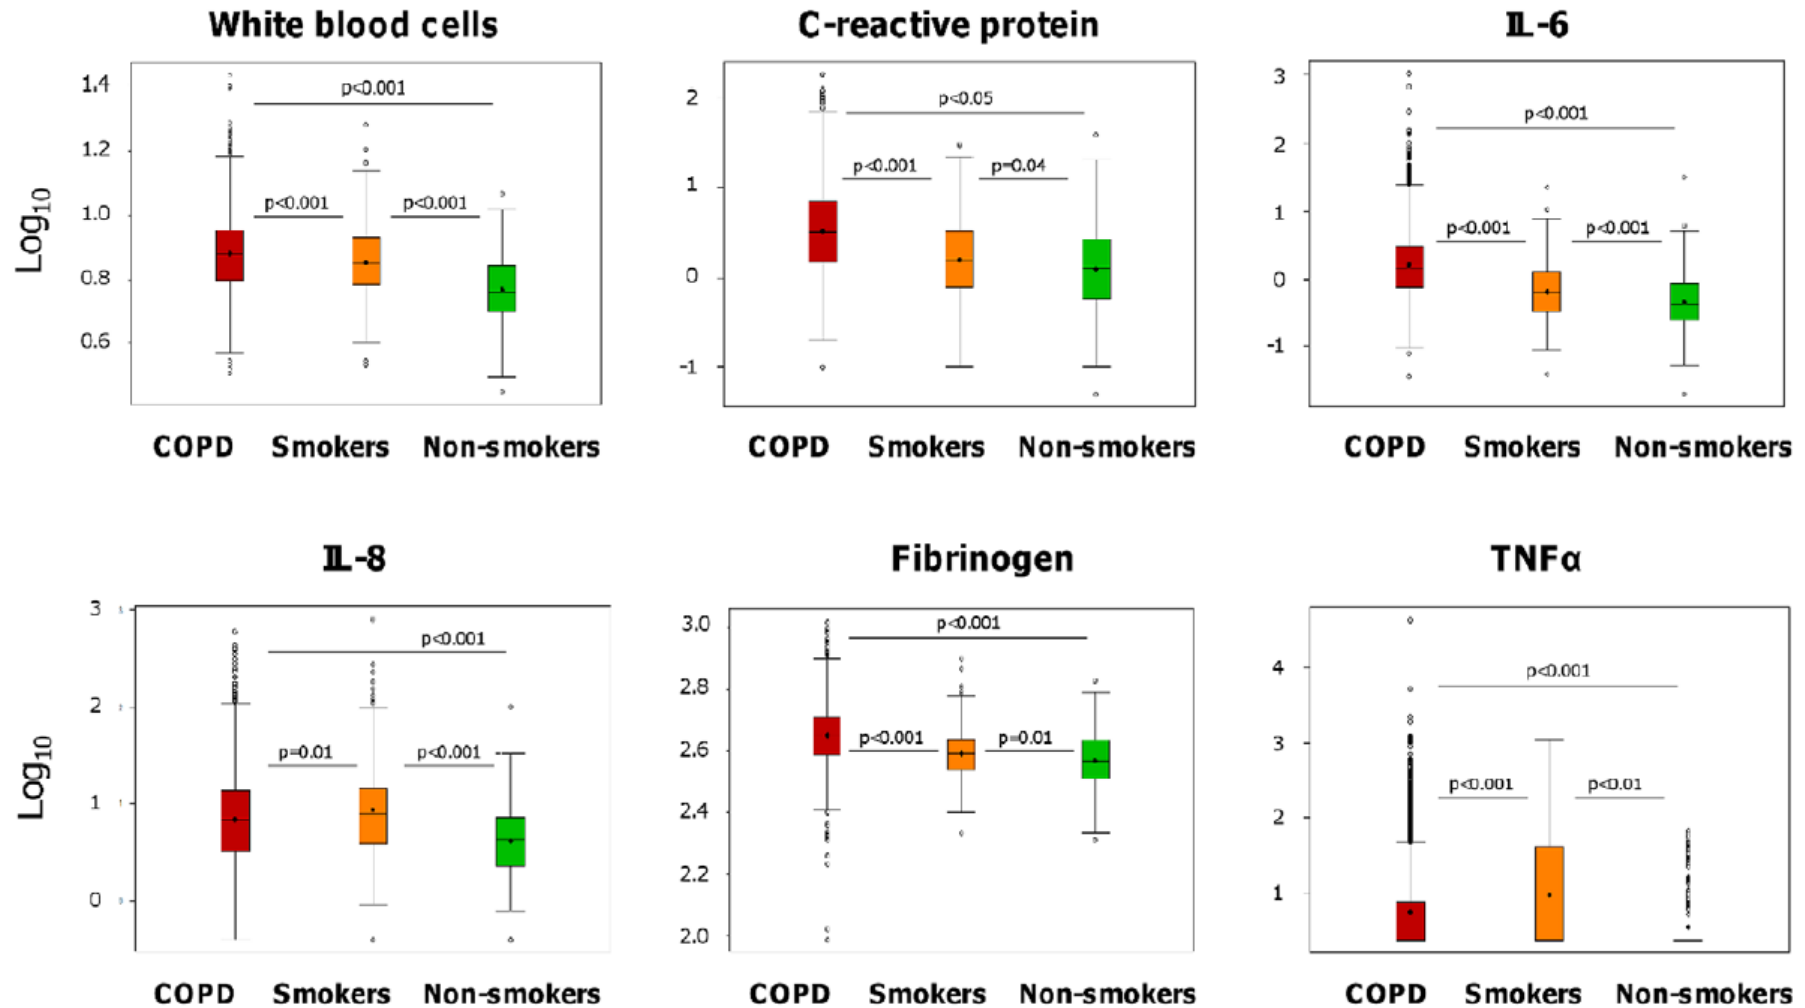 White blood cells
C-reactive protein
IL-6
Log10
1.4
1.2
1.0
0.8
0.6
p<0.001
p<0.001
p<0.001
2
1
0
-1
p<0.05
p<0.001
p=0.04
3
2
1
0
-1
p<0.001
p<0.001
p<0.001
COPD Smokers Non-smokers
COPD Smokers Non-smokers
COPD Smokers Non-smokers
IL-8
Fibrinogen
TNFα
Log10
3
2
1
0
p<0.001
p=0.01
p<0.001
3.0
2.8
2.6
2.4
2.2
2.0
p<0.001
p<0.001
p=0.01
4
3
2
1
p<0.001
p<0.001
p<0.01
COPD Smokers Non-smokers
COPD Smokers Non-smokers
COPD Smokers Non-smokers